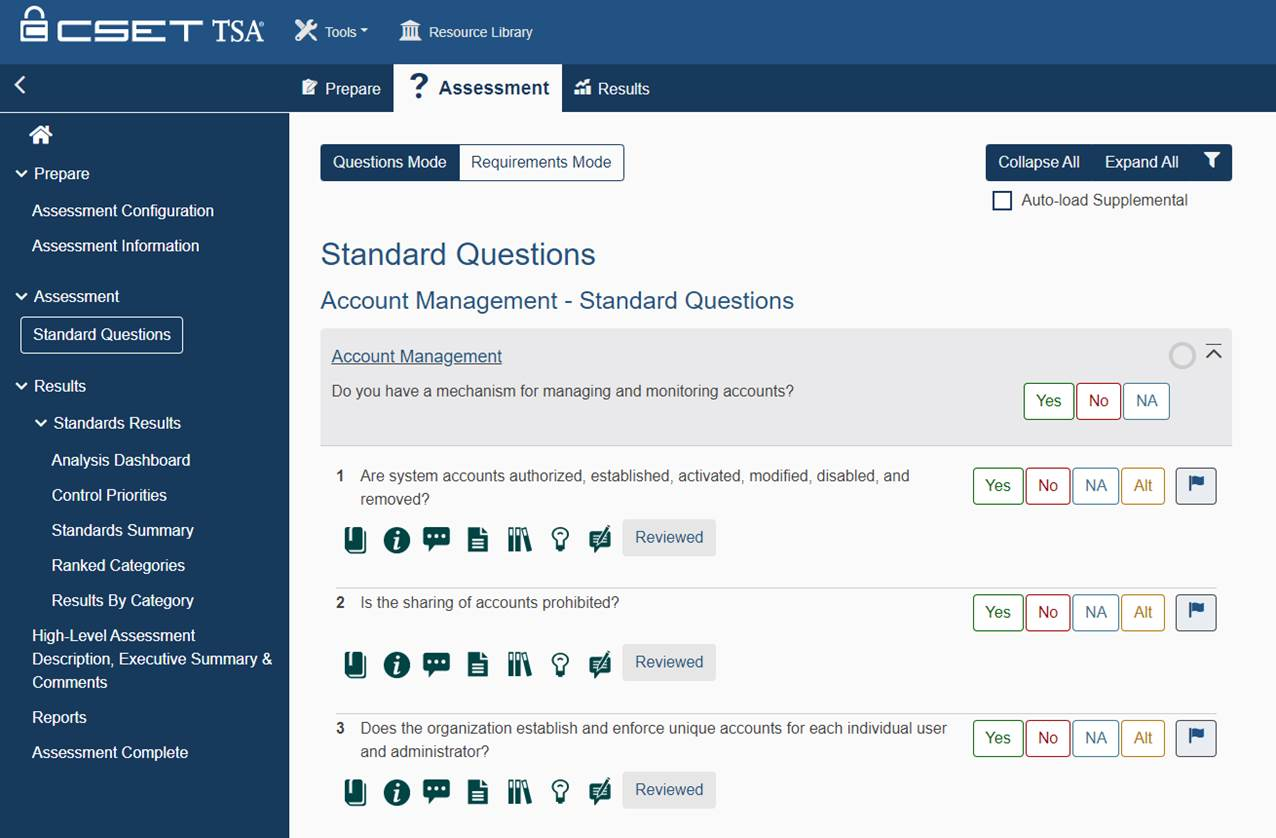 CSET TSA
Tools
Resource Library
Prepare
? Assessment
Results
Prepare
Assessment Configuration
Assessment Information
Assessment
Standard Questions
Results
Standards Results
Analysis Dashboard
Control Priorities
Standards Summary
Ranked Categories
Results By Category
High-Level Assessment
Description, Executive Summary &
Comments
Reports
Assessment Complete
Questions Mode
Requirements Mode
Collapse All
Expand All
Auto-load Supplemental
Standard Questions
Account Management - Standard Questions
Account Management
Do you have a mechanism for managing and monitoring accounts?
Yes No NA
1 Are system accounts authorized, established, activated, modified, disabled, and
removed?
Yes No NA Alt
Reviewed
2 Is the sharing of accounts prohibited?
Yes No NA Alt
Reviewed
3 Does the organization establish and enforce unique accounts for each individual user
and administrator?
Yes No NA Alt
Reviewed